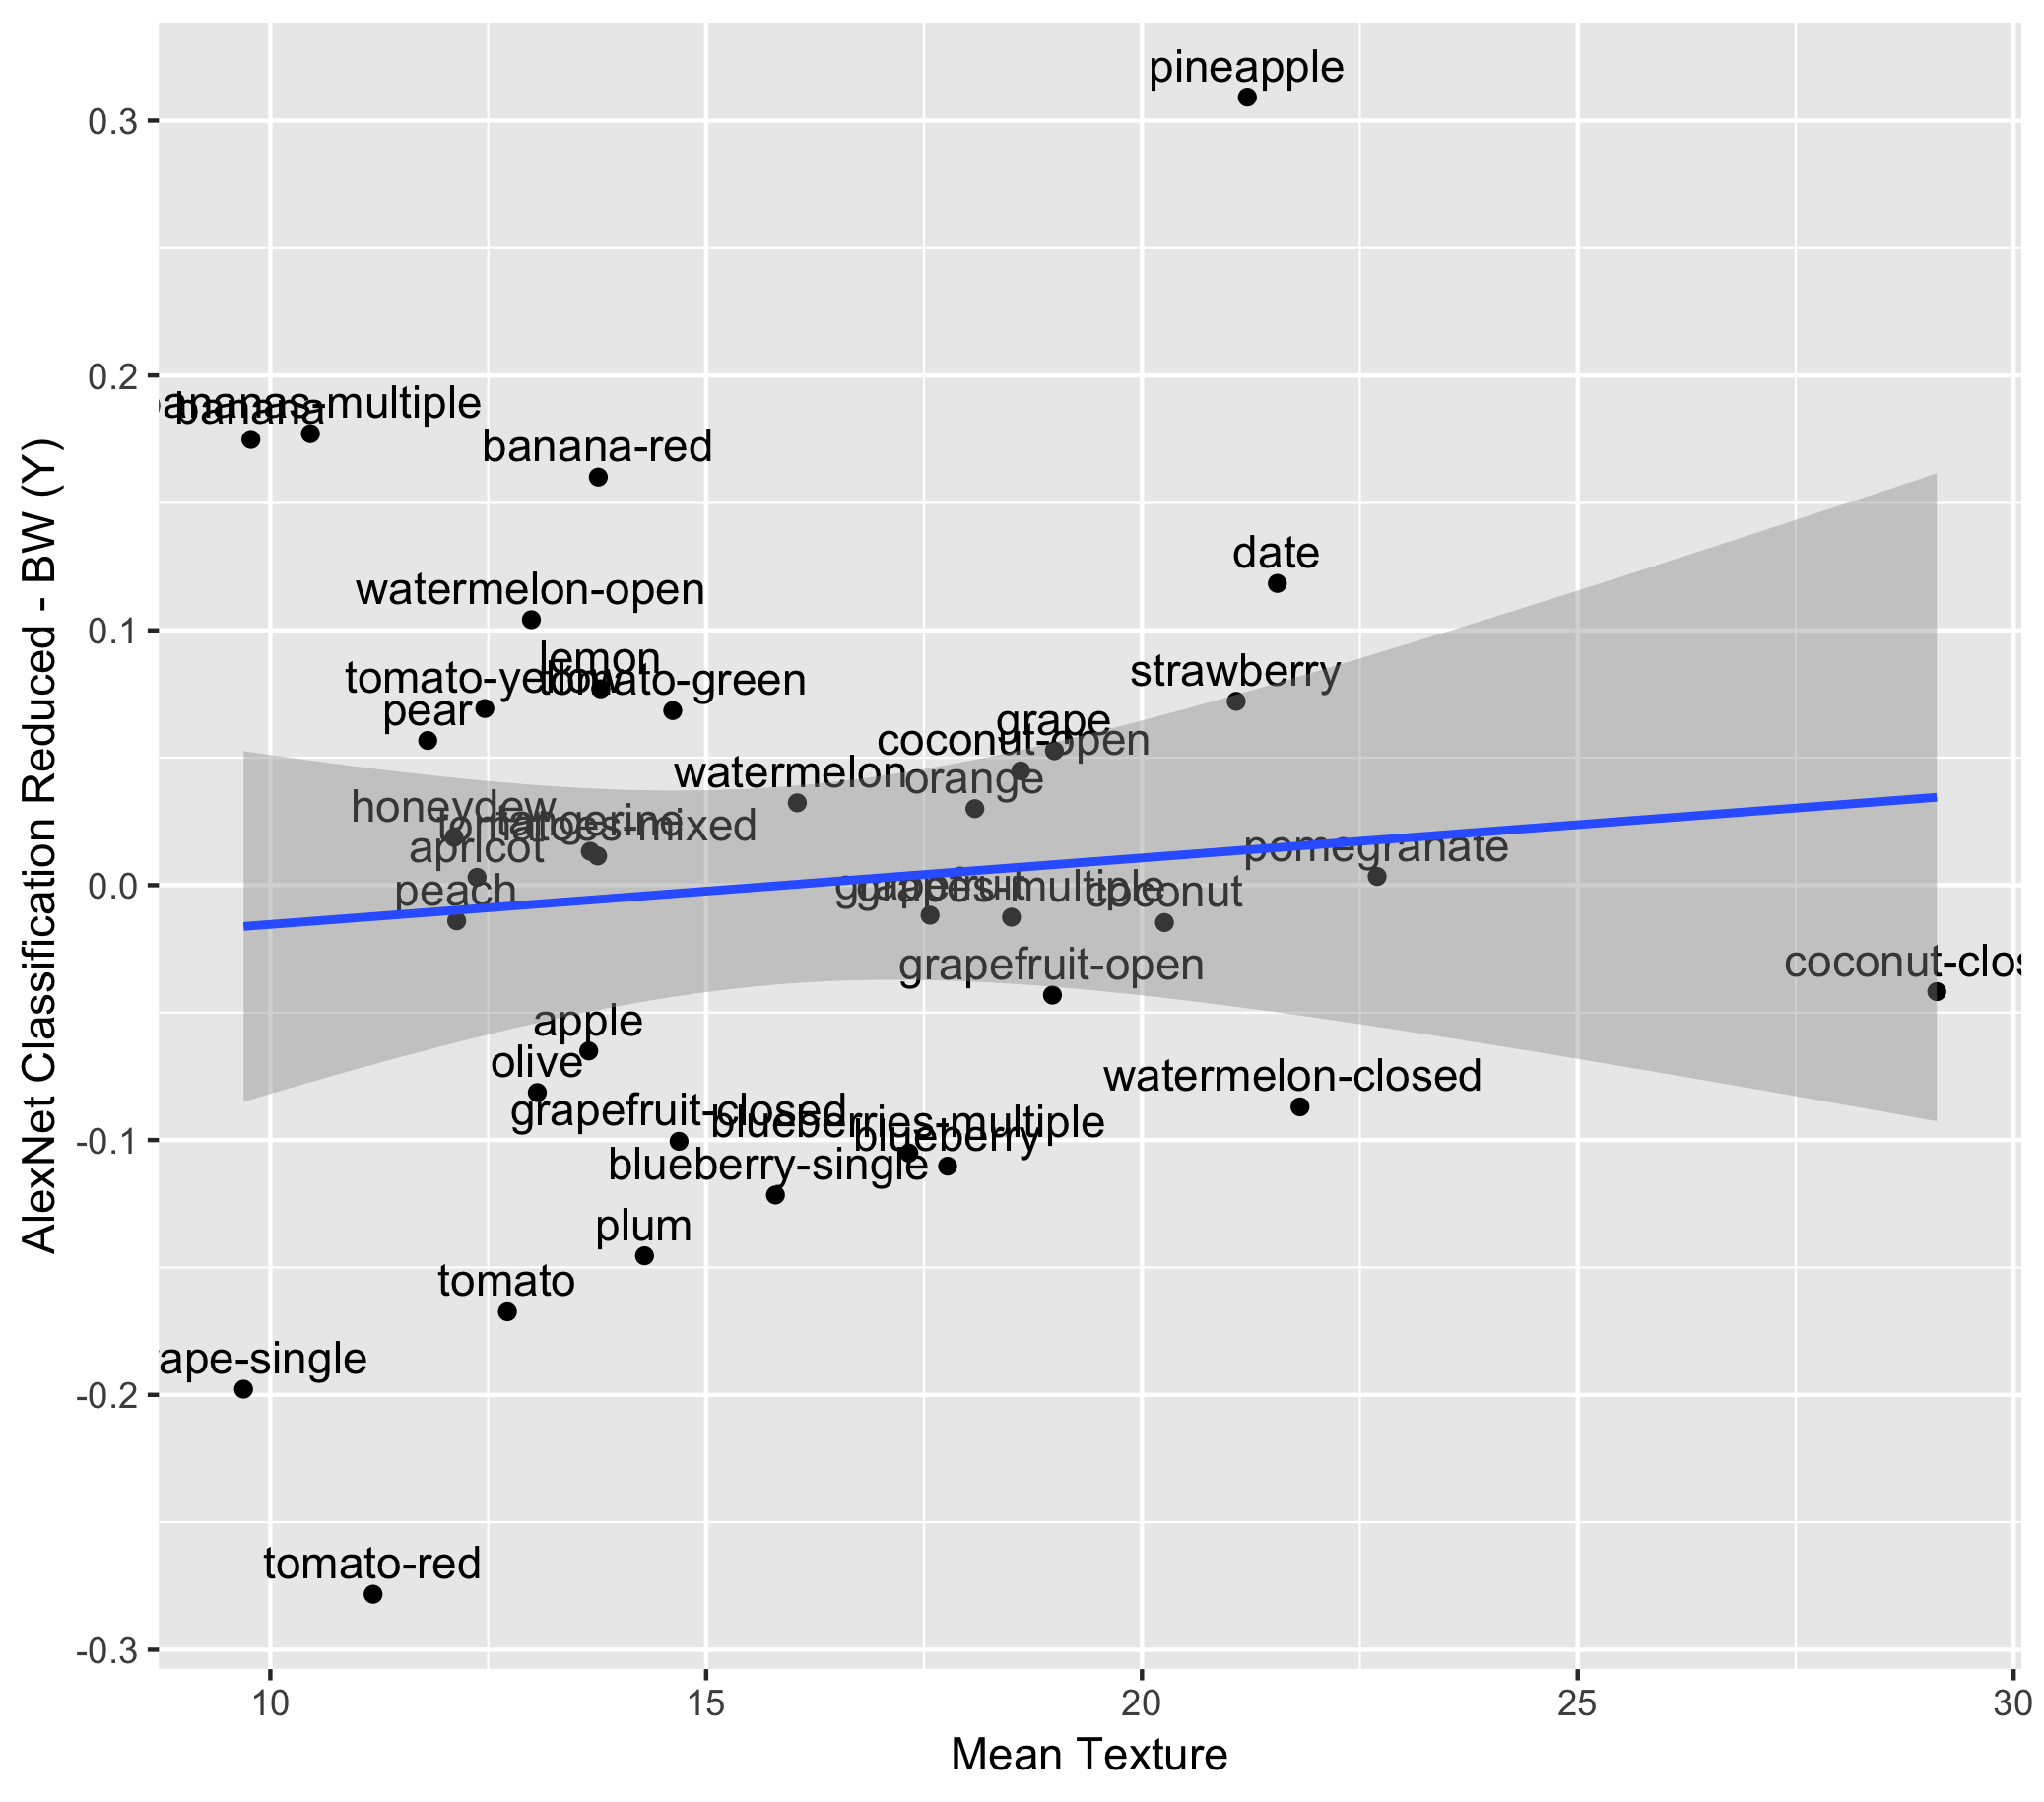 pineapple
0.3
0.2
ananas-multiple
banana
banana-red
date
watermelon-open
0.1
lemon
tomato-yellow
tomato-green
strawberry
pear
grape
coconut-open
watermelon
orange
honeydew
tangerine
tomatoes-mixed
apricot
pomegranate
0.0
peach
grapefruit
grapes-multiple
coconut
grapefruit-open
coconut-clos
apple
olive
watermelon-closed
grapefruit-closed
blueberries-multiple
-0.1
blueberry
blueberry-single
plum
tomato
ape-single
-0.2
tomato-red
-0.3
10
15
20
25
30
Mean Texture
AlexNet Classification Reduced - BW (Y)